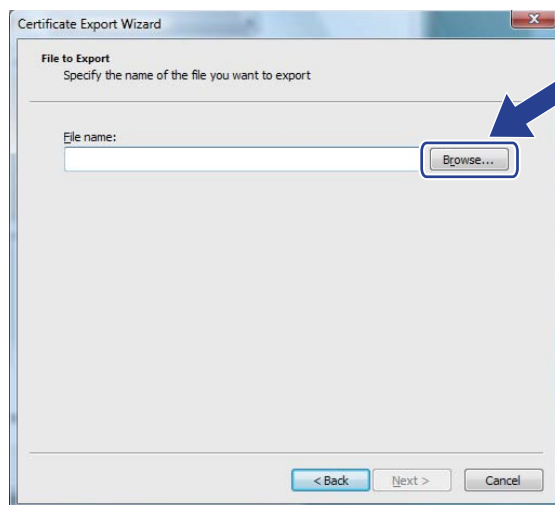 Certificate Export Wizard
File to Export
Specify the name of the file you want to export
File name:
Browse...
< Back
Next >
Cancel